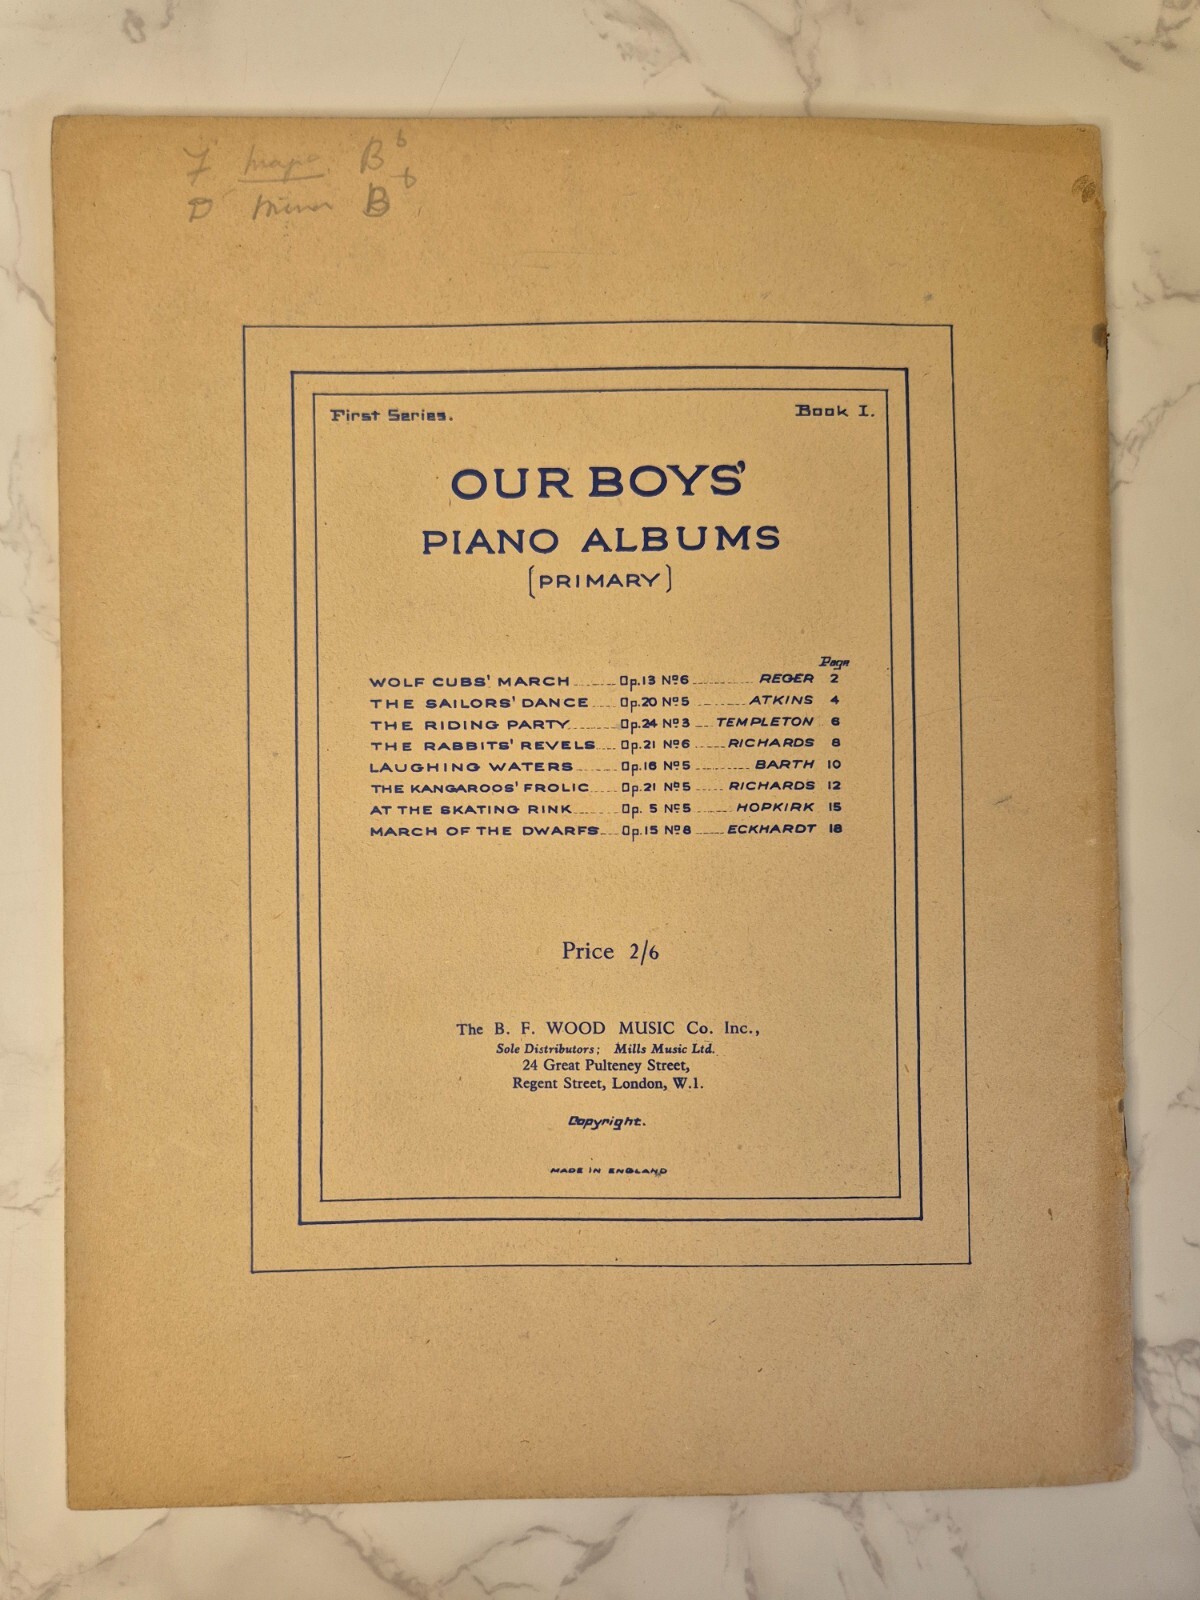 F major B♭
D minor B♭
First Series. Book I.
OUR BOYS'
PIANO ALBUMS
(PRIMARY)
Page
WOLF CUBS' MARCH Op.13 Nº6 REGER 2
THE SAILORS' DANCE Op.20 Nº5 ATKINS 4
THE RIDING PARTY Op.24 Nº3 TEMPLETON 6
THE RABBITS' REVELS Op.21 Nº6 RICHARDS 8
LAUGHING WATERS Op.16 Nº5 BARTH 10
THE KANGAROOS' FROLIC Op.21 Nº5 RICHARDS 12
AT THE SKATING RINK Op. 5 Nº5 HOPKIRK 15
MARCH OF THE DWARFS Op.15 Nº8 ECKHARDT 18
Price 2/6
The B. F. WOOD MUSIC Co. Inc.,
Sole Distributors; Mills Music Ltd.
24 Great Pulteney Street,
Regent Street, London, W.1.
Copyright.
MADE IN ENGLAND